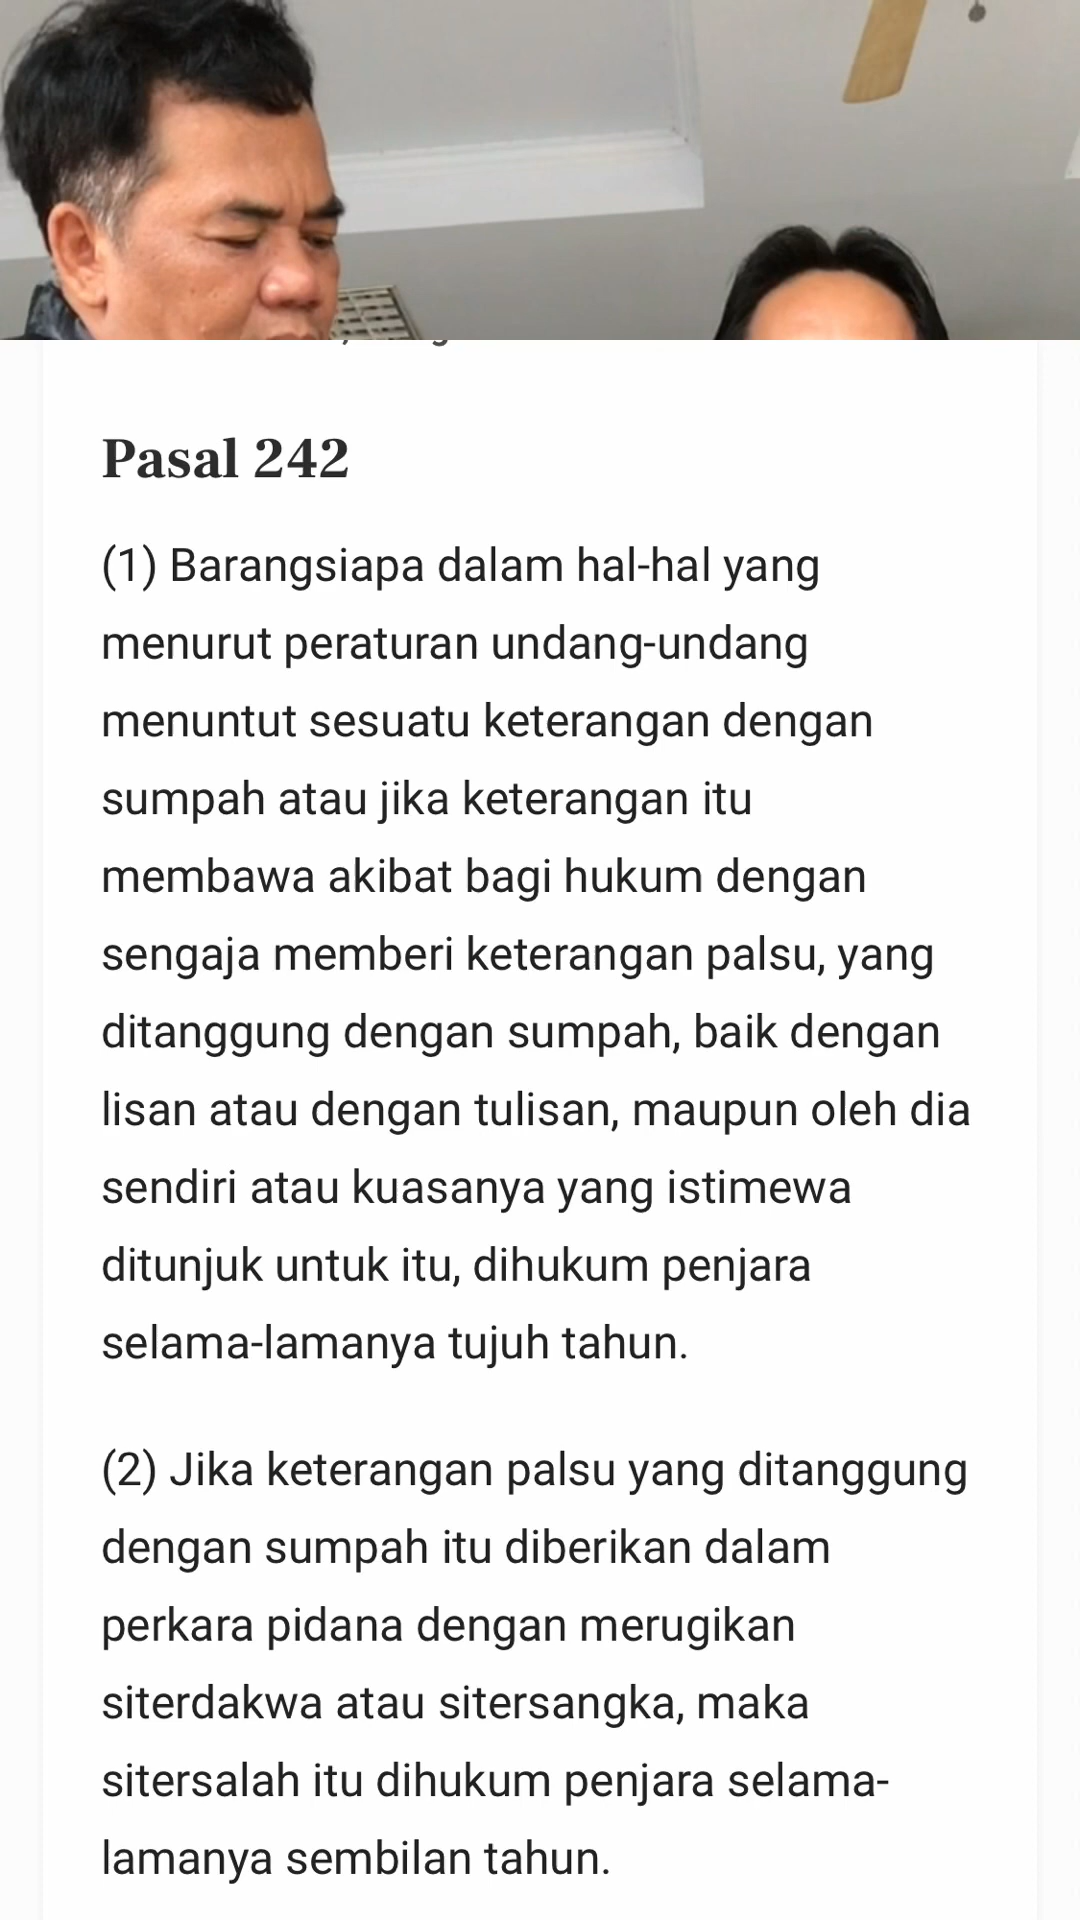 Pasal 242
(1) Barangsiapa dalam hal-hal yang
menurut peraturan undang-undang
menuntut sesuatu keterangan dengan
sumpah atau jika keterangan itu
membawa akibat bagi hukum dengan
sengaja memberi keterangan palsu, yang
ditanggung dengan sumpah, baik dengan
lisan atau dengan tulisan, maupun oleh dia
sendiri atau kuasanya yang istimewa
ditunjuk untuk itu, dihukum penjara
selama-lamanya tujuh tahun.
(2) Jika keterangan palsu yang ditanggung
dengan sumpah itu diberikan dalam
perkara pidana dengan merugikan
siterdakwa atau sitersangka, maka
sitersalah itu dihukum penjara selama-
lamanya sembilan tahun.